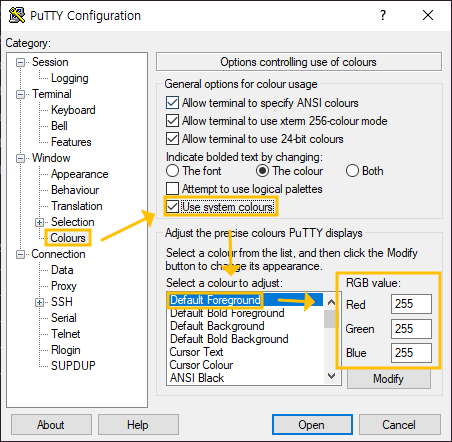 PuTTY Configuration
Category:
Session
Logging
Terminal
Keyboard
Bell
Features
Window
Appearance
Behaviour
Translation
Selection
Colours
Connection
Data
Proxy
SSH
Serial
Telnet
Rlogin
SUPDUP
Options controlling use of colours
General options for colour usage
Allow terminal to specify ANSI colours
Allow terminal to use xterm 256-colour mode
Allow terminal to use 24-bit colours
Indicate bolded text by changing:
The font The colour Both
Attempt to use logical palettes
Use system colours
Adjust the precise colours PuTTY displays
Select a colour from the list, and then click the Modify
button to change its appearance.
Select a colour to adjust:
Default Foreground
Default Bold Foreground
Default Background
Default Bold Background
Cursor Text
Cursor Colour
ANSI Black
RGB value:
Red 255
Green 255
Blue 255
Modify
About Help Open Cancel